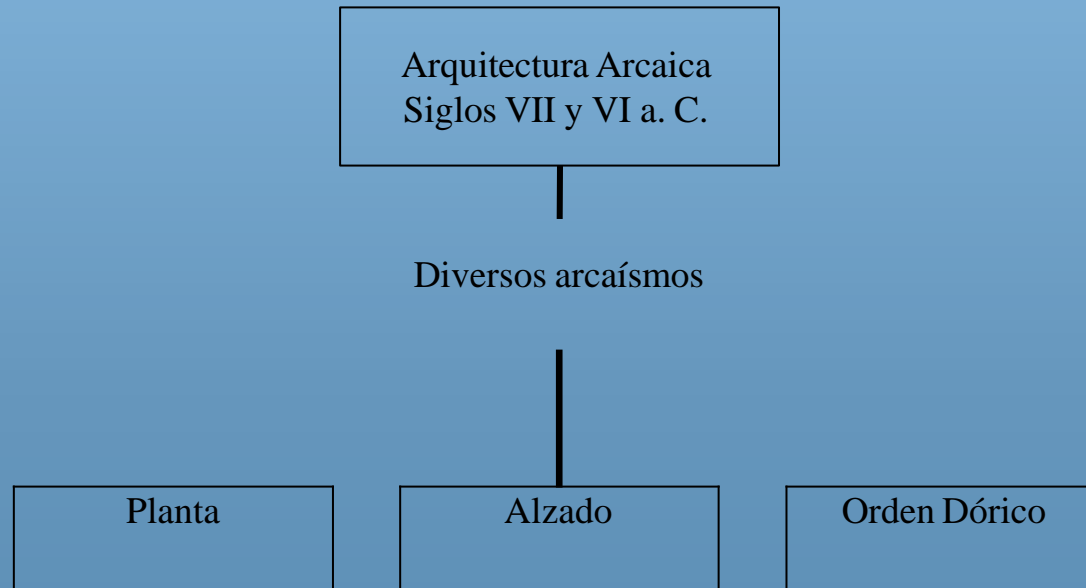 Arquitectura Arcaica
Siglos VII y VI a. C.
Diversos arcaísmos
Planta
Alzado
Orden Dórico